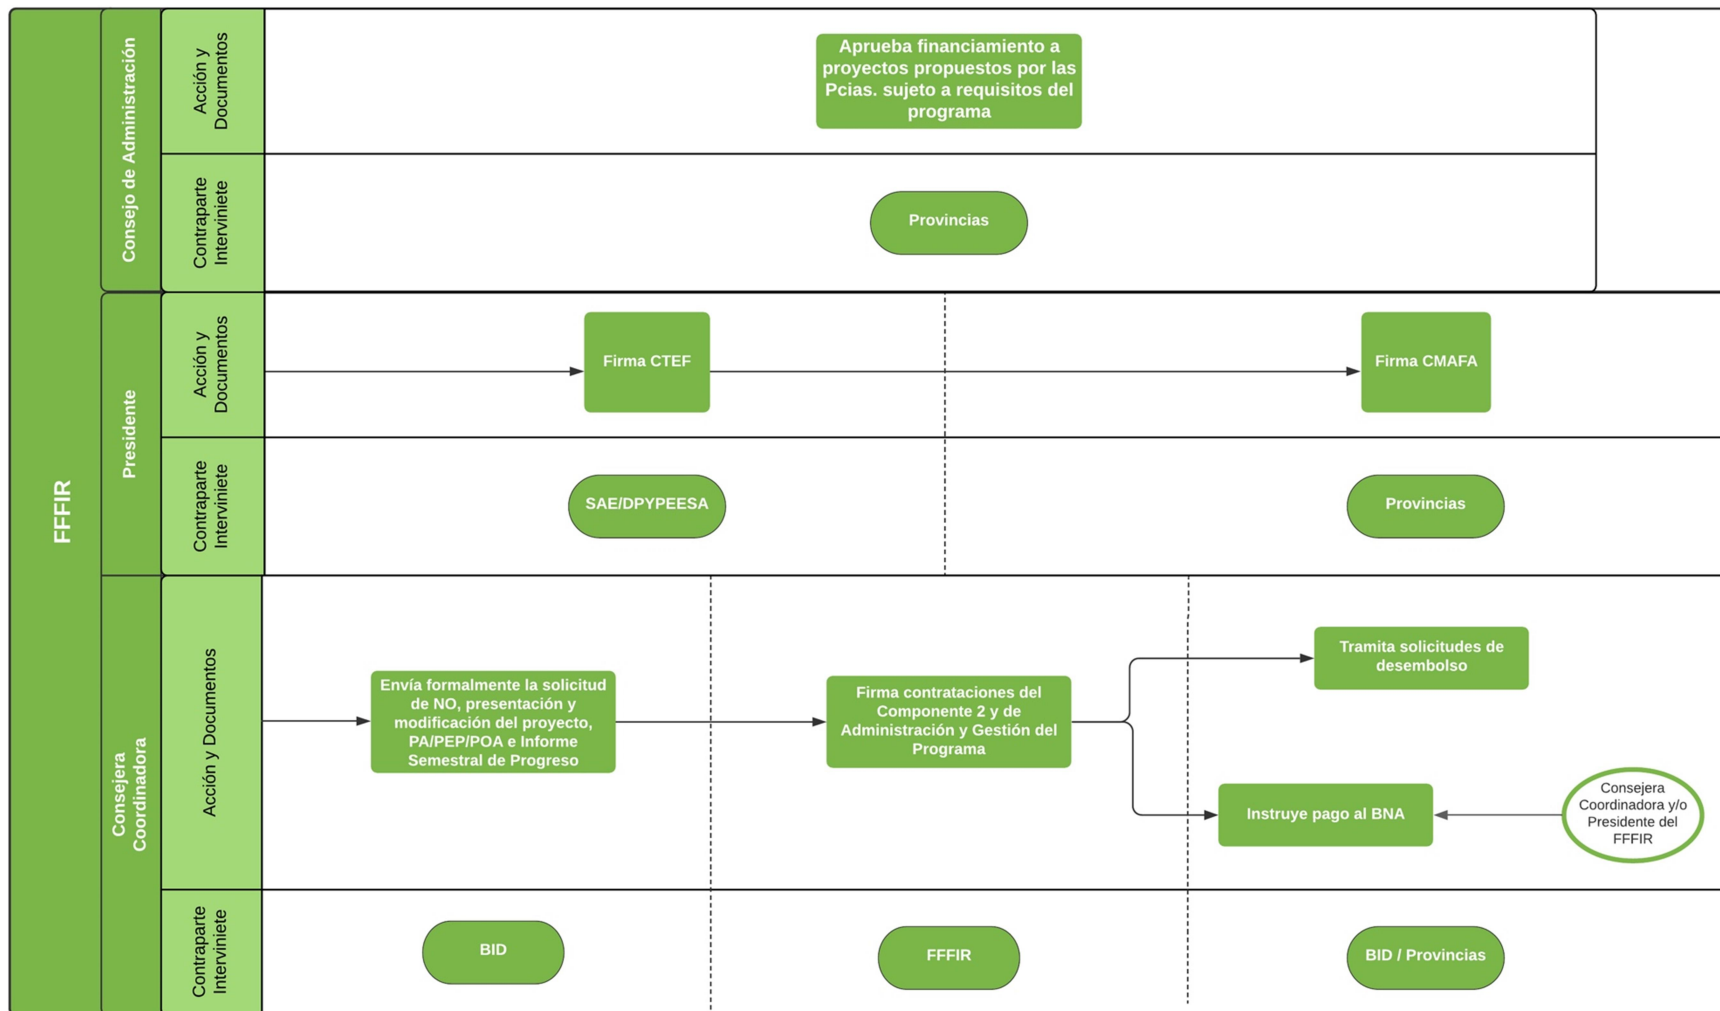 FFFIR
Consejo de Administración
Acción y
Documentos
Aprueba financiamiento a
proyectos propuestos por las
Pcias. sujeto a requisitos del
programa
Contraparte
Interviniete
Provincias
Presidente
Acción y
Documentos
Firma CTEF
Firma CMAFA
Contraparte
Interviniete
SAE/DPYPEESA
Provincias
Consejera
Coordinadora
Acción y Documentos
Envía formalmente la solicitud
de NO, presentación y
modificación del proyecto,
PA/PEP/POA e Informe
Semestral de Progreso
Firma contrataciones del
Componente 2 y de
Administración y Gestión del
Programa
Tramita solicitudes de
desembolso
Instruye pago al BNA
Consejera
Coordinadora y/o
Presidente del
FFFIR
Contraparte
Interviniete
BID
FFFIR
BID / Provincias